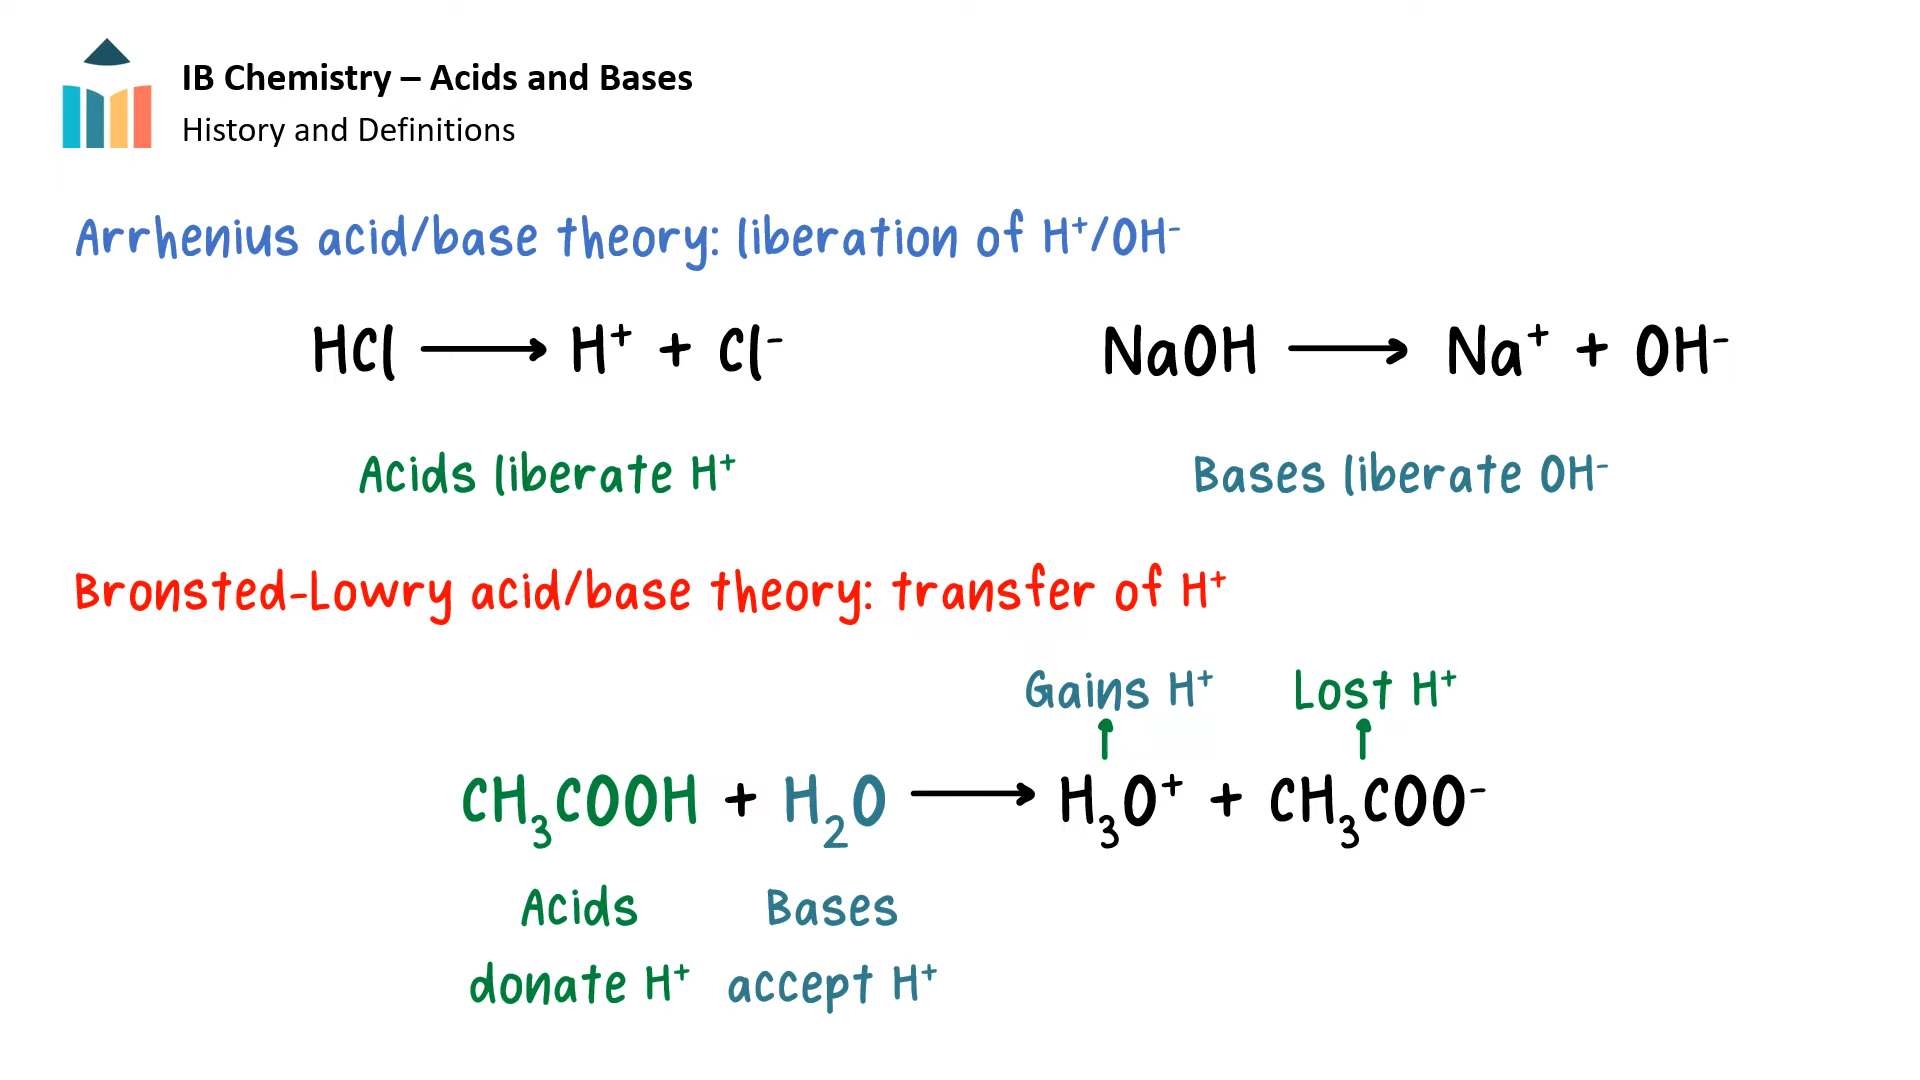 IB Chemistry – Acids and Bases
History and Definitions
Arrhenius acid/base theory: liberation of H⁺/OH⁻
HCl ⟶ H⁺ + Cl⁻
NaOH ⟶ Na⁺ + OH⁻
Acids liberate H⁺
Bases liberate OH⁻
Bronsted-Lowry acid/base theory: transfer of H⁺
Gains H⁺
Lost H⁺
CH₃COOH + H₂O ⟶ H₃O⁺ + CH₃COO⁻
Acids
donate H⁺
Bases
accept H⁺